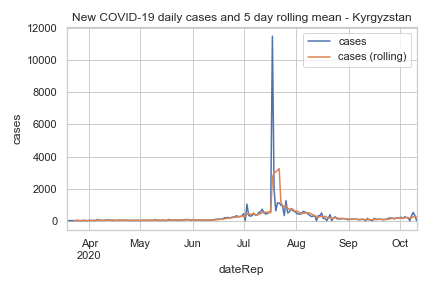 New COVID-19 daily cases and 5 day rolling mean - Kyrgyzstan
cases
cases (rolling)
12000
10000
8000
6000
4000
2000
0
cases
Apr
2020
May
Jun
Jul
Aug
Sep
Oct
dateRep